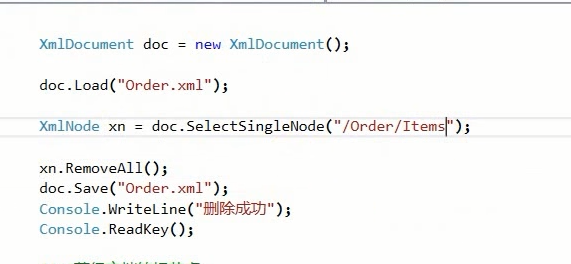 XmlDocument doc = new XmlDocument();
doc.Load("Order.xml");
XmlNode xn = doc.SelectSingleNode("/Order/Items");
xn.RemoveAll();
doc.Save("Order.xml");
Console.WriteLine("删除成功");
Console.ReadKey();